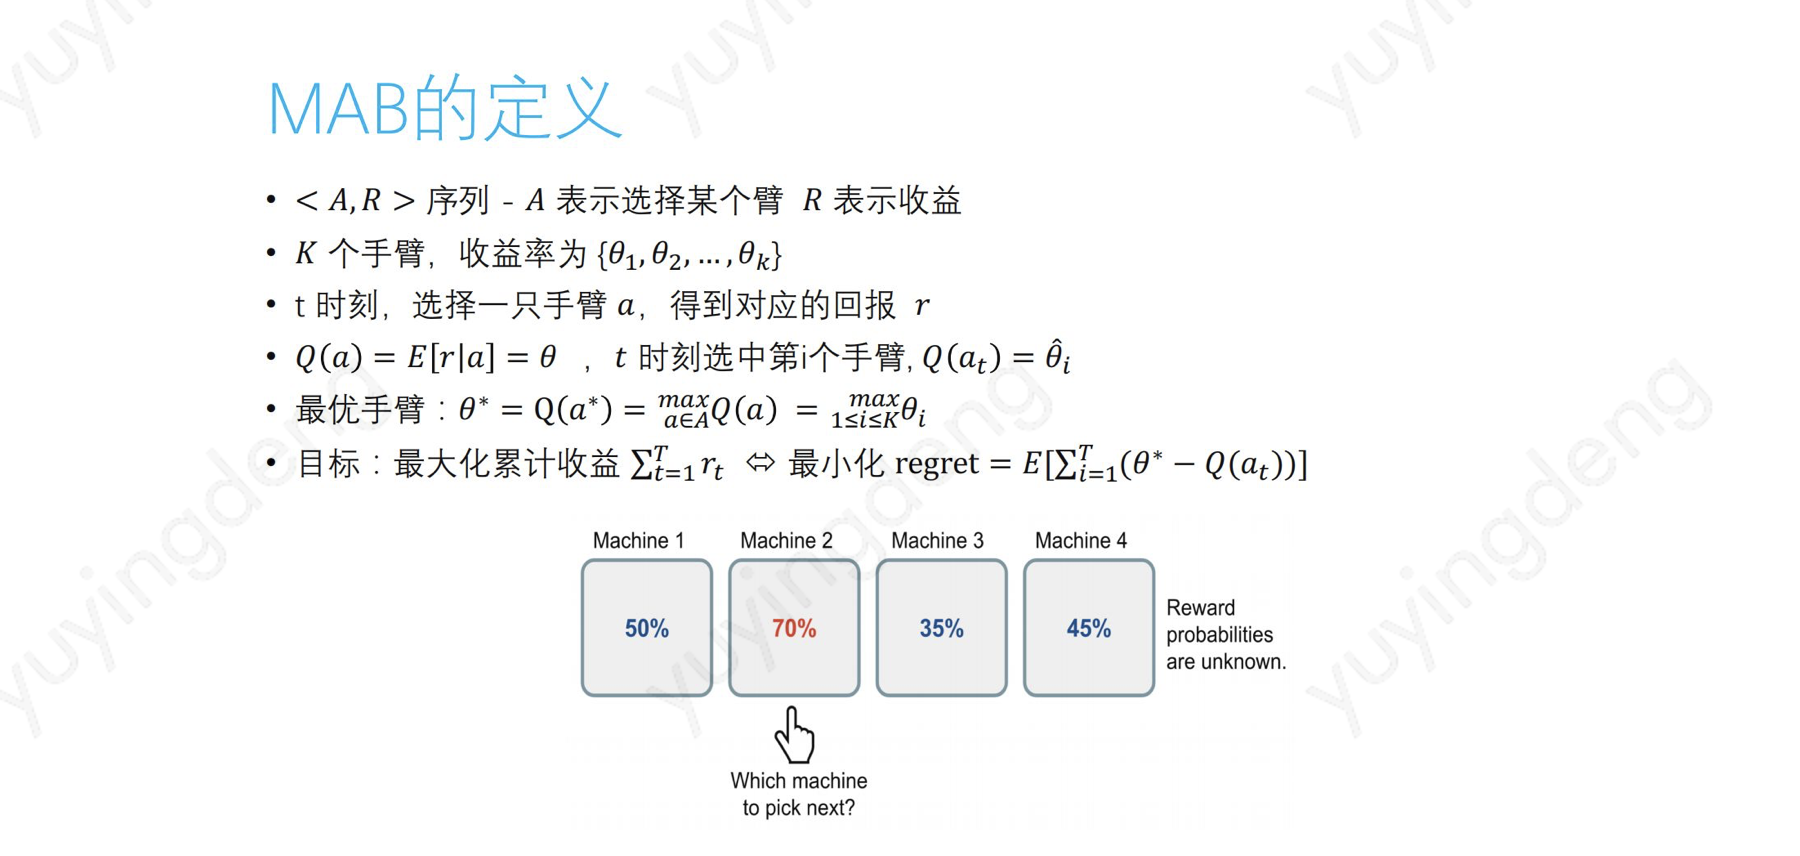 MAB的定义
• < A, R > 序列 - A 表示选择某个臂 R 表示收益
• K 个手臂，收益率为 {θ₁, θ₂, …, θₖ}
• t 时刻，选择一只手臂 a，得到对应的回报 r
• Q(a) = E[r|a] = θ ，t 时刻选中第i个手臂, Q(aₜ) = θ̂ᵢ
• 最优手臂：θ* = Q(a*) = max a∈A Q(a) = max 1≤i≤K θᵢ
• 目标：最大化累计收益 ∑ᵀₜ₌₁ rₜ ⇔ 最小化 regret = E[∑ᵀᵢ₌₁(θ* − Q(aₜ))]
Machine 1 Machine 2 Machine 3 Machine 4
50% 70% 35% 45%
Reward
probabilities
are unknown.
Which machine
to pick next?
yuyingdeng
yuyingdeng
yuyingdeng